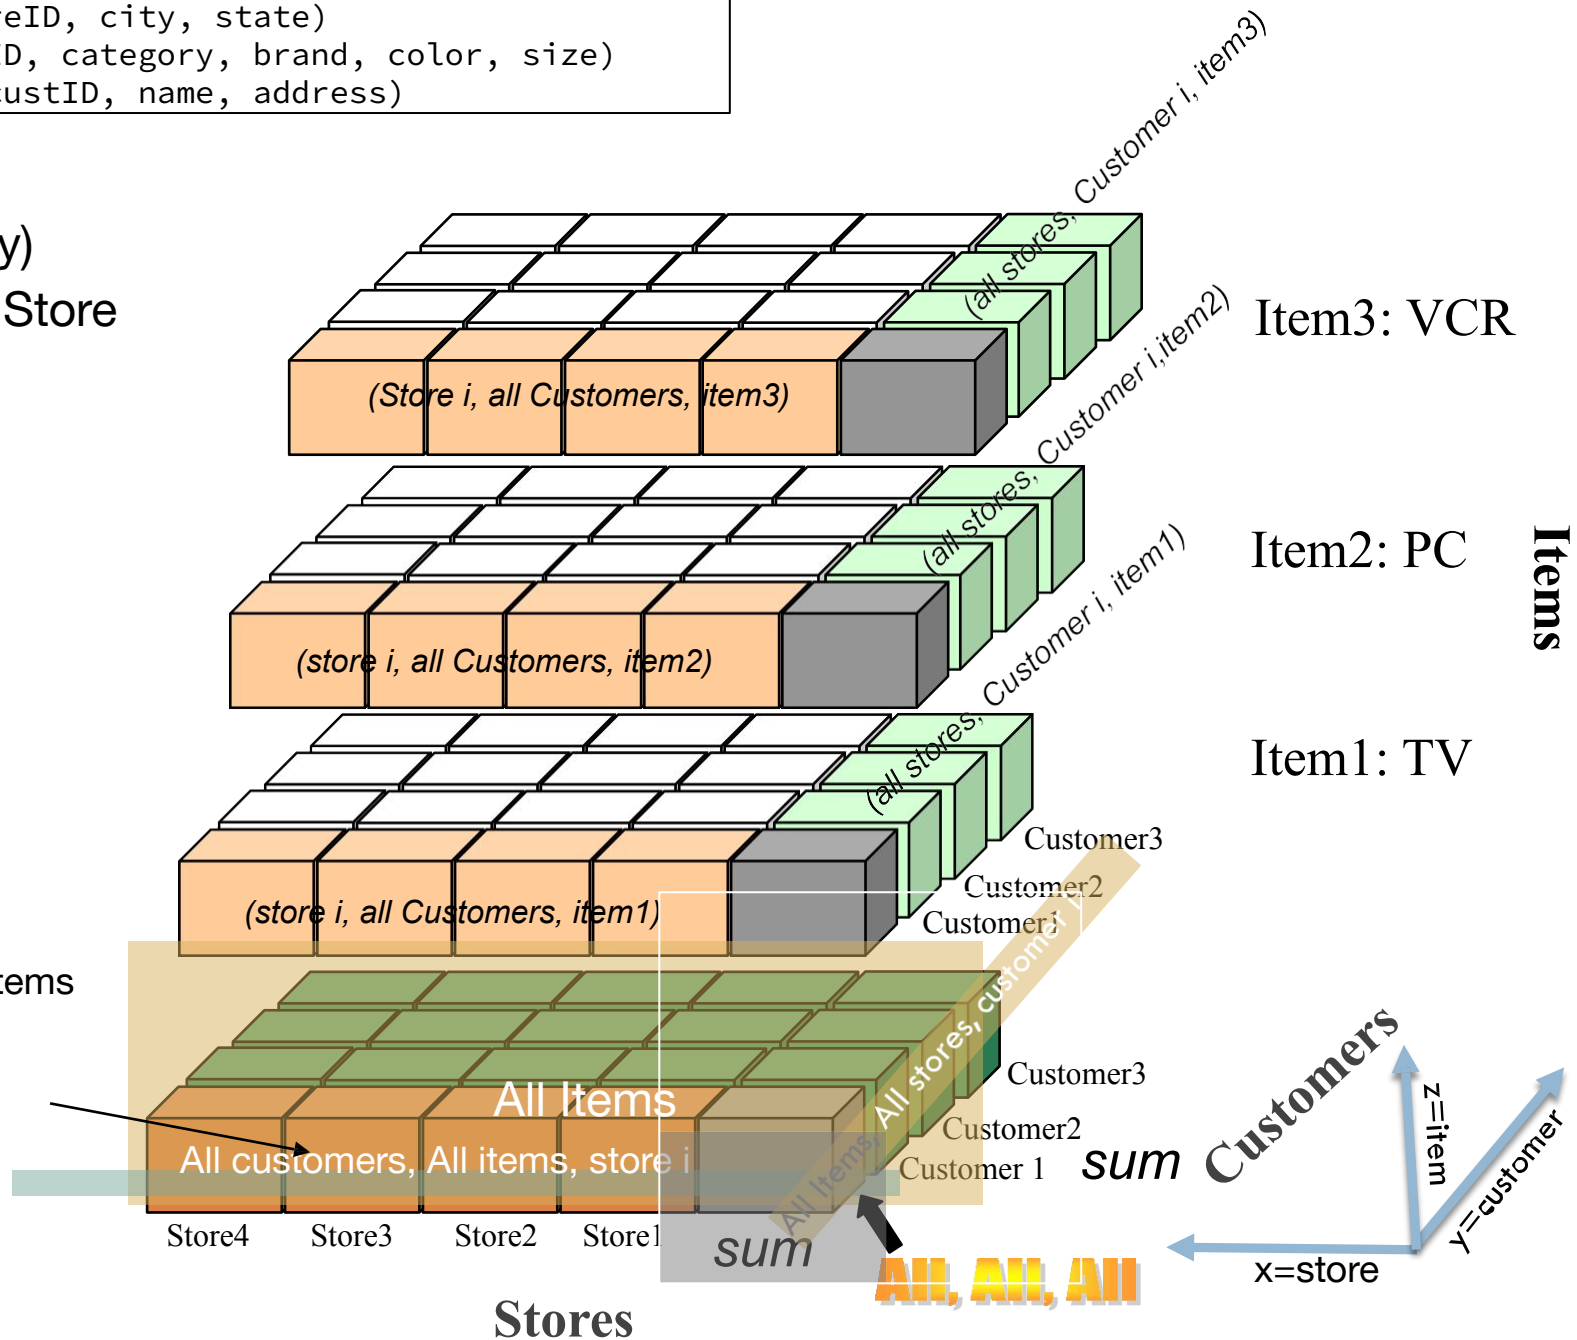 reID, city, state)
ID, category, brand, color, size)
custID, name, address)
y)
Store
(all stores, Customer i, item3)
Item3: VCR
(Store i, all Customers, item3)
(all stores, Customer i,item2)
Item2: PC
Items
(store i, all Customers, item2)
(all stores, Customer i, item1)
Item1: TV
Customer3
Customer2
Customer1
(store i, all Customers, item1)
tems
All Items, All stores, customer i
Customer3
All Items
Customer2
Customer 1
All customers, All items, store i
sum
Customers
z=item
y=customer
x=store
Store4
Store3
Store2
Store1
sum
All, All, All
Stores